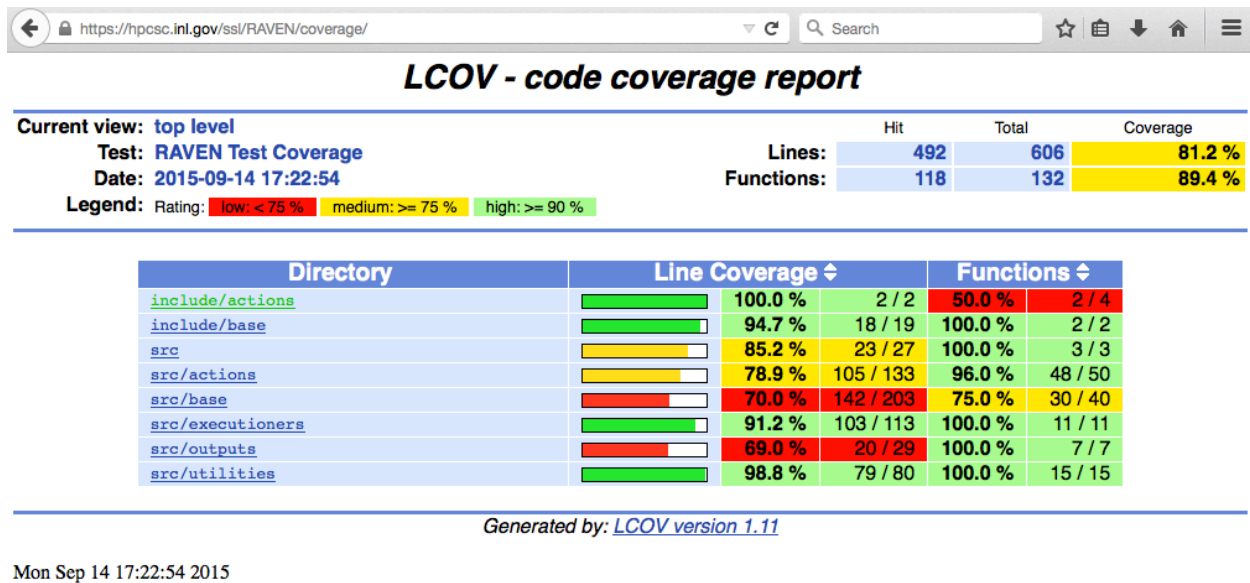 https://hpcsc.inl.gov/ssl/RAVEN/coverage/ Search
LCOV - code coverage report
Current view: top level Hit Total Coverage
Test: RAVEN Test Coverage Lines: 492 606 81.2 %
Date: 2015-09-14 17:22:54 Functions: 118 132 89.4 %
Legend: Rating: low: < 75 % medium: >= 75 % high: >= 90 %
Directory Line Coverage Functions
include/actions 100.0 % 2 / 2 50.0 % 2 / 4
include/base 94.7 % 18 / 19 100.0 % 2 / 2
src 85.2 % 23 / 27 100.0 % 3 / 3
src/actions 78.9 % 105 / 133 96.0 % 48 / 50
src/base 70.0 % 142 / 203 75.0 % 30 / 40
src/executioners 91.2 % 103 / 113 100.0 % 11 / 11
src/outputs 69.0 % 20 / 29 100.0 % 7 / 7
src/utilities 98.8 % 79 / 80 100.0 % 15 / 15
Generated by: LCOV version 1.11
Mon Sep 14 17:22:54 2015